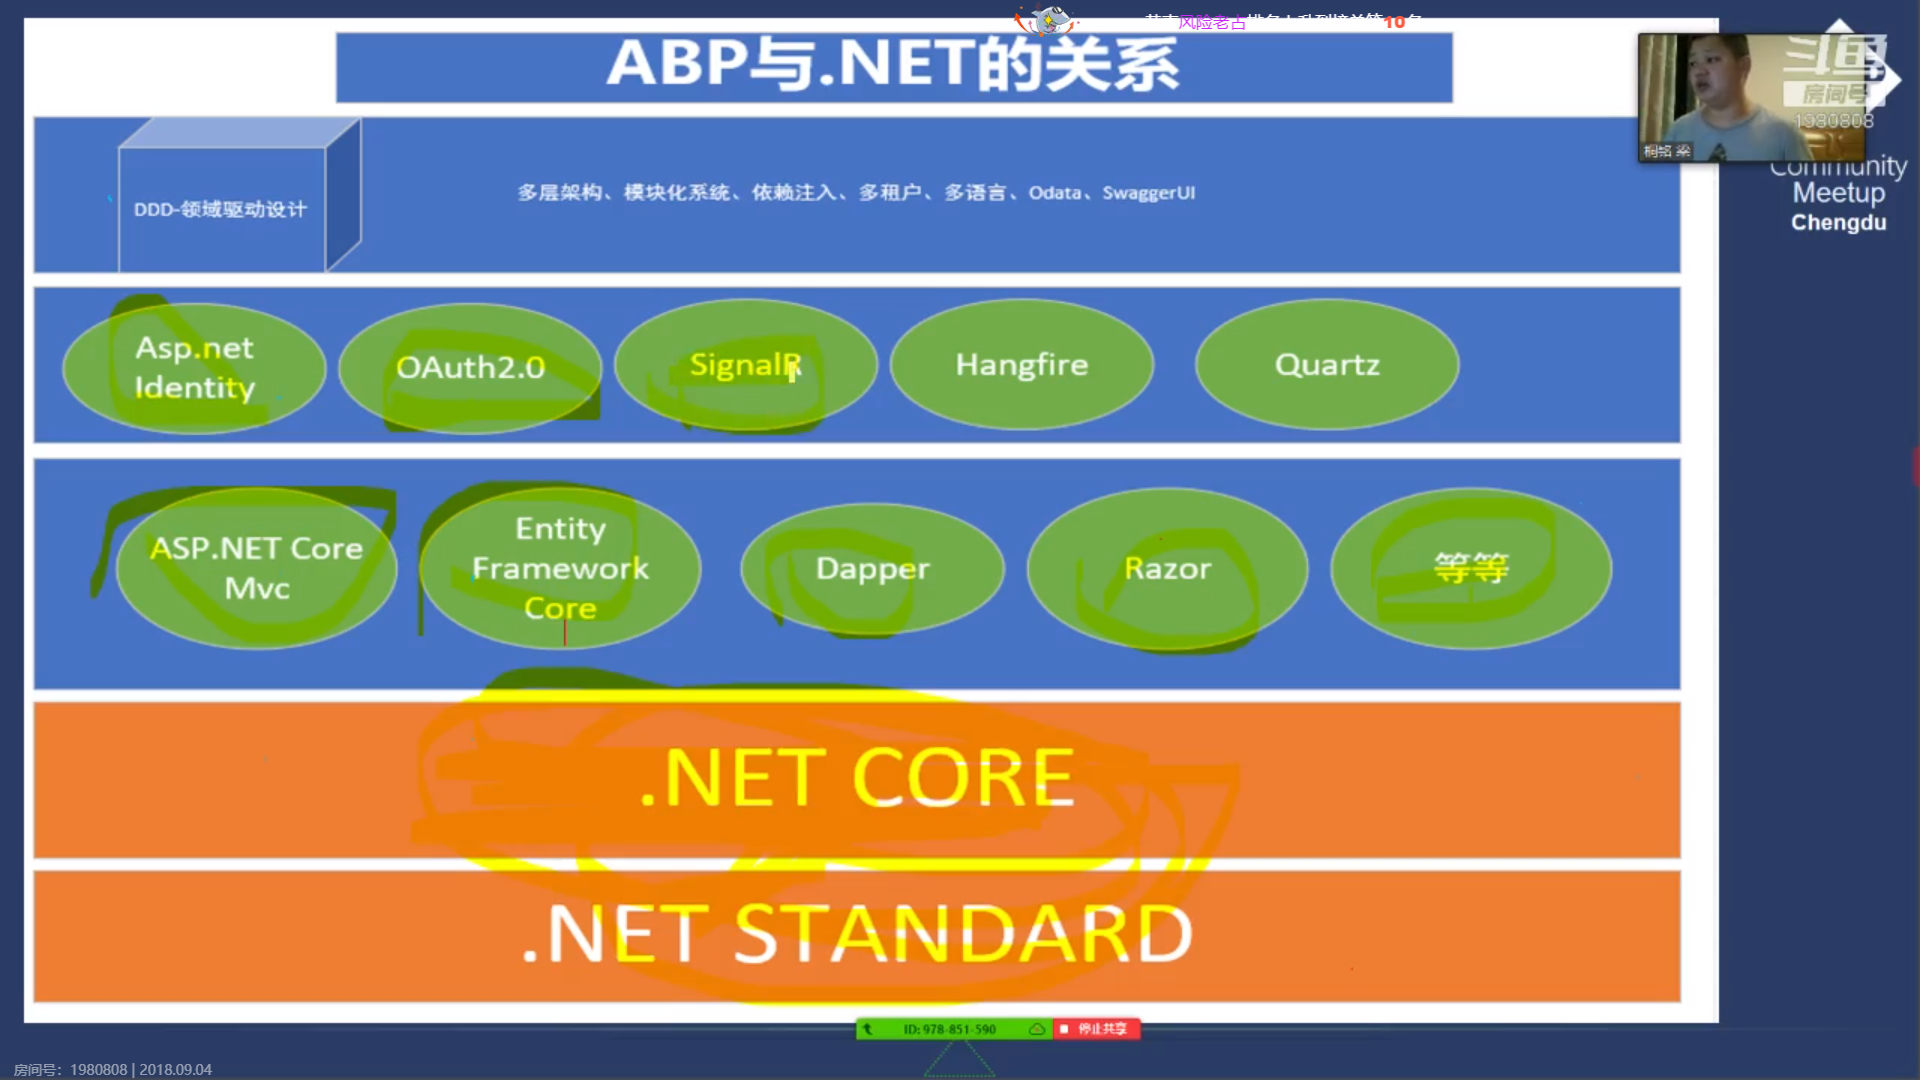 风险老占
10
ABP与.NET的关系
斗鱼
房间号
1980808
桐铭 梁
Community
Meetup
Chengdu
DDD-领域驱动设计
多层架构、模块化系统、依赖注入、多租户、多语言、Odata、SwaggerUI
Asp.net
Identity
OAuth2.0
SignalR
Hangfire
Quartz
ASP.NET Core
Mvc
Entity
Framework
Core
Dapper
Razor
等等
.NET CORE
.NET STANDARD
ID: 978-851-590
停止共享
房间号: 1980808 | 2018.09.04